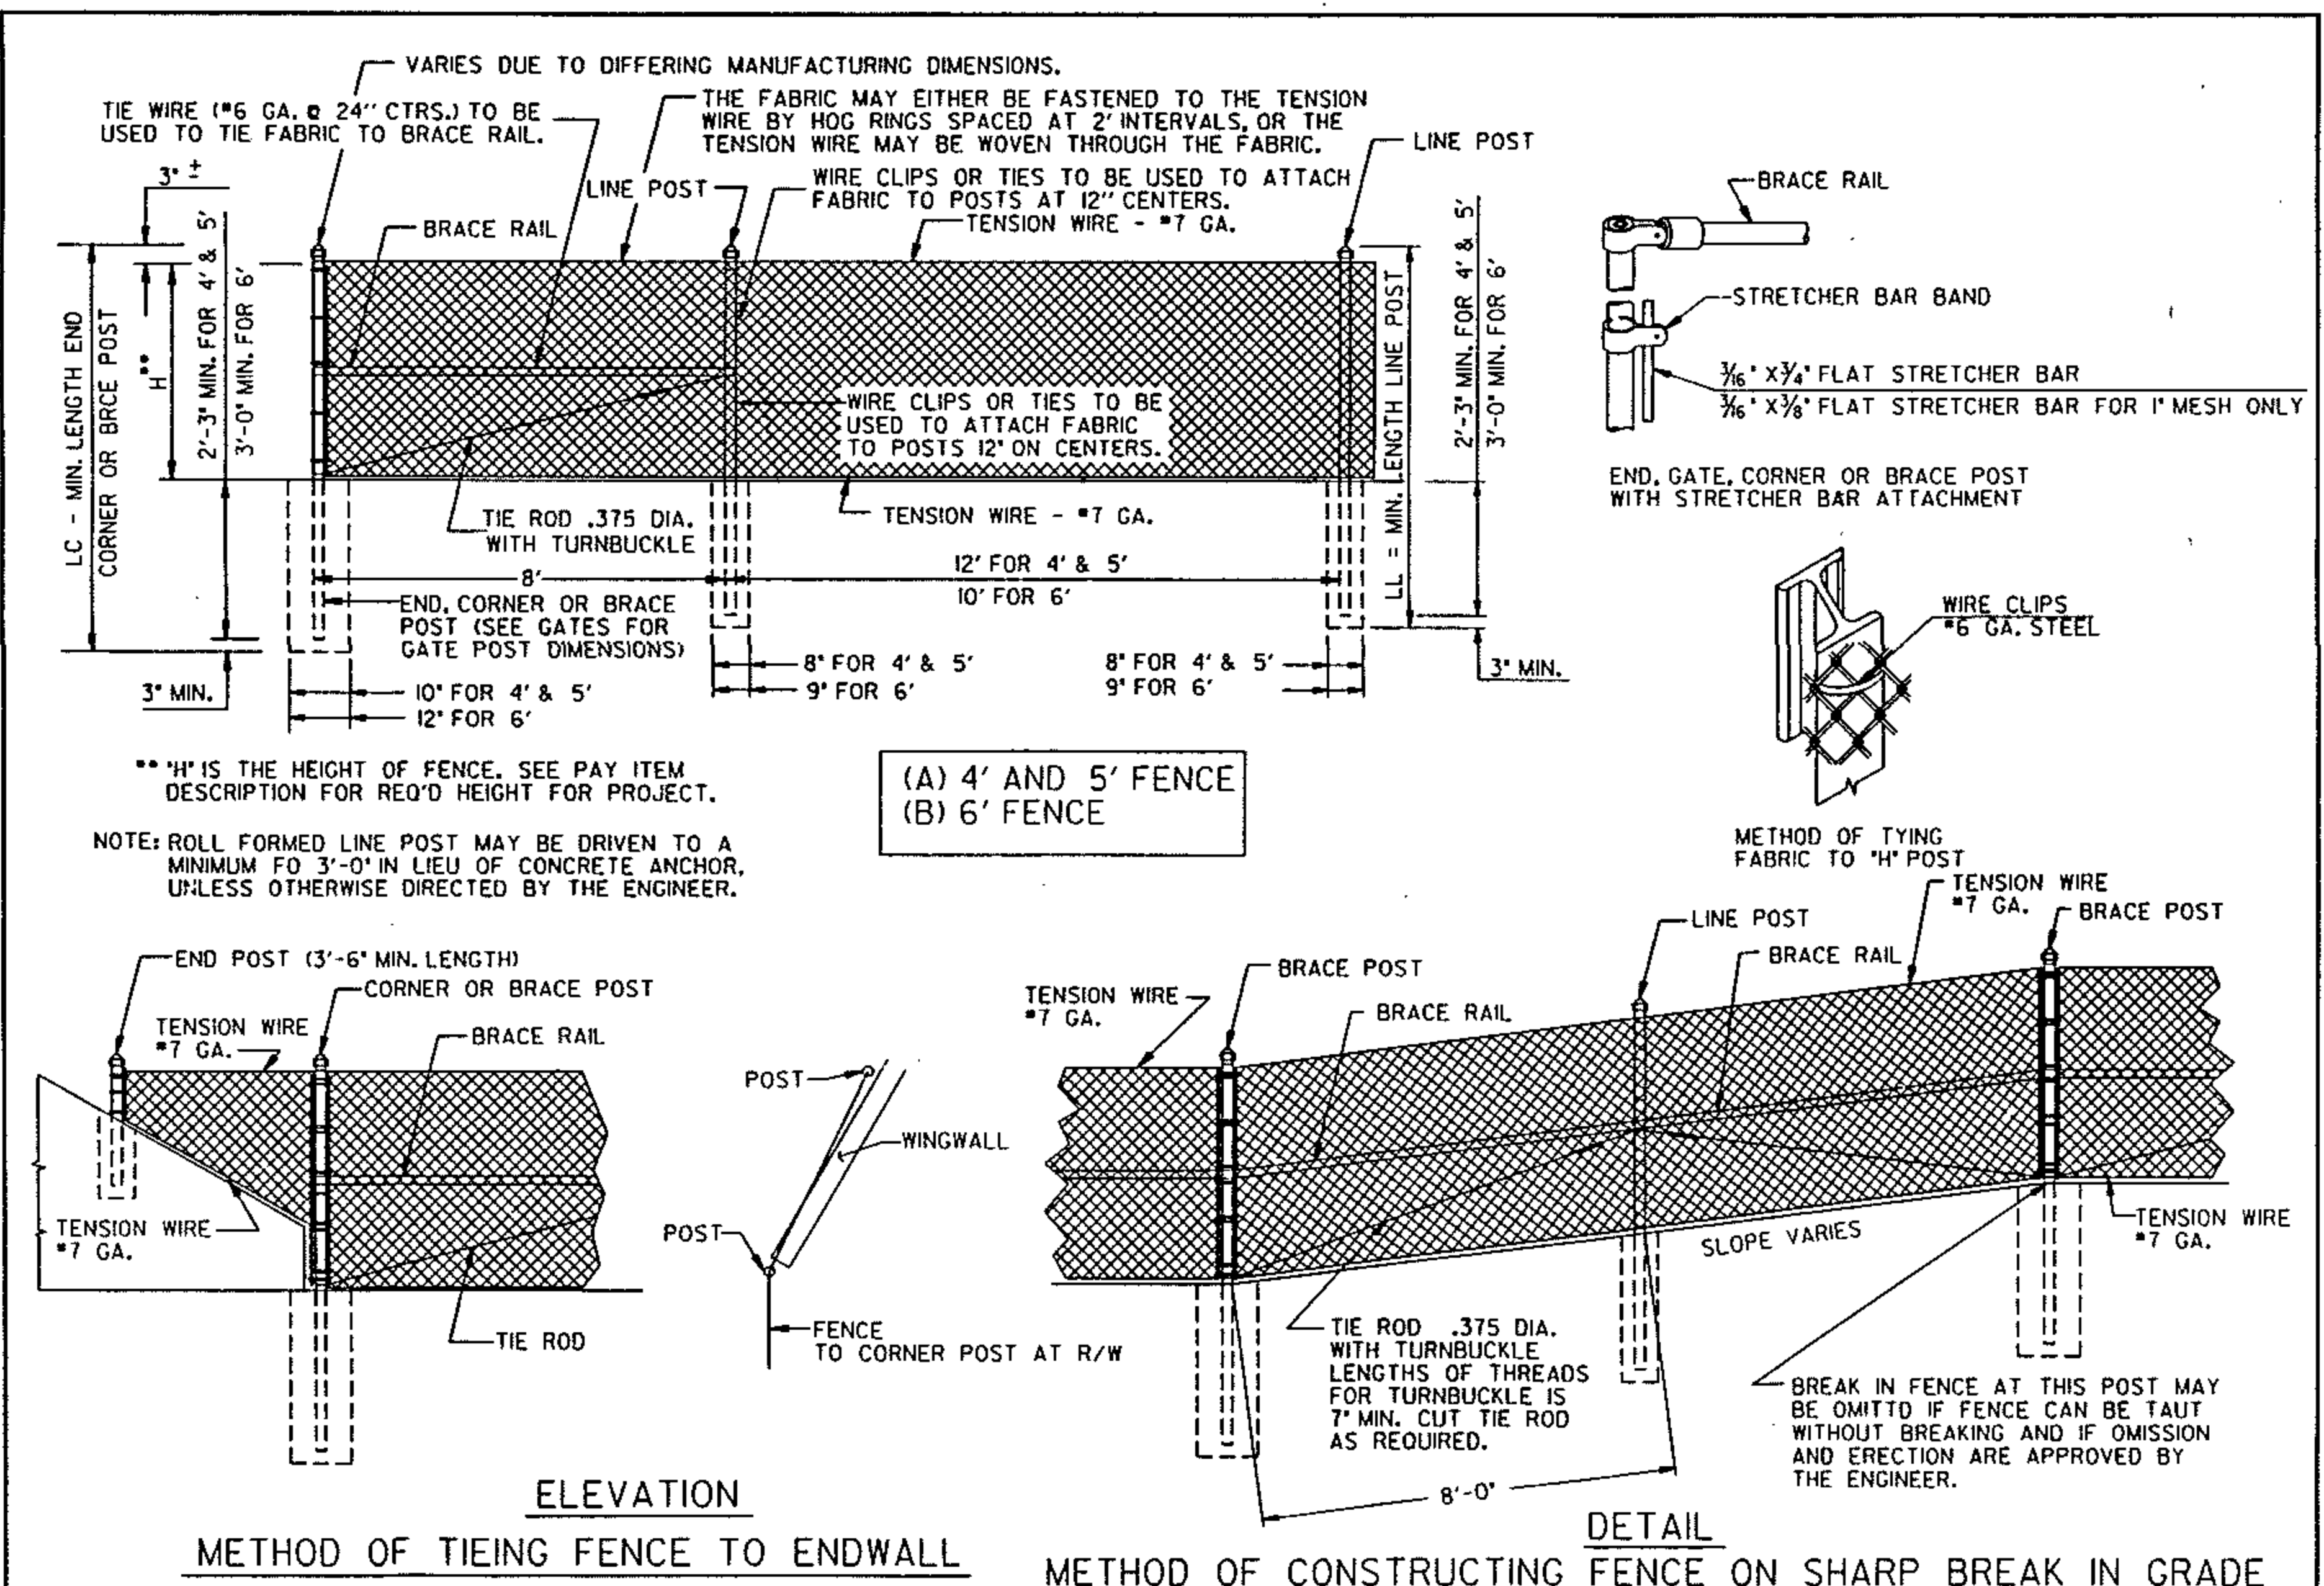 VARIES DUE TO DIFFERING MANUFACTURING DIMENSIONS.
TIE WIRE (#6 GA. @ 24" CTRS.) TO BE
USED TO TIE FABRIC TO BRACE RAIL.
THE FABRIC MAY EITHER BE FASTENED TO THE TENSION
WIRE BY HOG RINGS SPACED AT 2' INTERVALS, OR THE
TENSION WIRE MAY BE WOVEN THROUGH THE FABRIC.
LINE POST
LINE POST
WIRE CLIPS OR TIES TO BE USED TO ATTACH
FABRIC TO POSTS AT 12" CENTERS.
TENSION WIRE - #7 GA.
3" ±
BRACE RAIL
LC - MIN. LENGTH END
CORNER OR BRCE POST
H**
2'-3" MIN. FOR 4' & 5'
3'-0" MIN. FOR 6'
WIRE CLIPS OR TIES TO BE
USED TO ATTACH FABRIC
TO POSTS 12" ON CENTERS.
LL = MIN. LENGTH LINE POST
2'-3" MIN. FOR 4' & 5'
3'-0" MIN. FOR 6'
TIE ROD .375 DIA.
WITH TURNBUCKLE
TENSION WIRE - #7 GA.
8'
12' FOR 4' & 5'
10' FOR 6'
END, CORNER OR BRACE
POST (SEE GATES FOR
GATE POST DIMENSIONS)
3" MIN.
10" FOR 4' & 5'
12" FOR 6'
8" FOR 4' & 5'
9" FOR 6'
8" FOR 4' & 5'
9" FOR 6'
3" MIN.
BRACE RAIL
STRETCHER BAR BAND
3/16" X3/4" FLAT STRETCHER BAR
3/16" X3/8" FLAT STRETCHER BAR FOR 1" MESH ONLY
END, GATE, CORNER OR BRACE POST
WITH STRETCHER BAR ATTACHMENT
WIRE CLIPS
#6 GA. STEEL
METHOD OF TYING
FABRIC TO "H" POST
** "H" IS THE HEIGHT OF FENCE. SEE PAY ITEM
DESCRIPTION FOR REQ'D HEIGHT FOR PROJECT.
NOTE: ROLL FORMED LINE POST MAY BE DRIVEN TO A
MINIMUM FO 3'-0" IN LIEU OF CONCRETE ANCHOR,
UNLESS OTHERWISE DIRECTED BY THE ENGINEER.
(A) 4' AND 5' FENCE
(B) 6' FENCE
END POST (3'-6" MIN. LENGTH)
CORNER OR BRACE POST
TENSION WIRE
#7 GA.
BRACE RAIL
TENSION WIRE
#7 GA.
TIE ROD
POST
WINGWALL
POST
FENCE
TO CORNER POST AT R/W
ELEVATION
METHOD OF TIEING FENCE TO ENDWALL
TENSION WIRE
#7 GA.
BRACE POST
BRACE RAIL
LINE POST
BRACE RAIL
TENSION WIRE
#7 GA.
BRACE POST
SLOPE VARIES
TENSION WIRE
#7 GA.
TIE ROD .375 DIA.
WITH TURNBUCKLE
LENGTHS OF THREADS
FOR TURNBUCKLE IS
7" MIN. CUT TIE ROD
AS REQUIRED.
BREAK IN FENCE AT THIS POST MAY
BE OMITTD IF FENCE CAN BE TAUT
WITHOUT BREAKING AND IF OMISSION
AND ERECTION ARE APPROVED BY
THE ENGINEER.
8'-0"
DETAIL
METHOD OF CONSTRUCTING FENCE ON SHARP BREAK IN GRADE